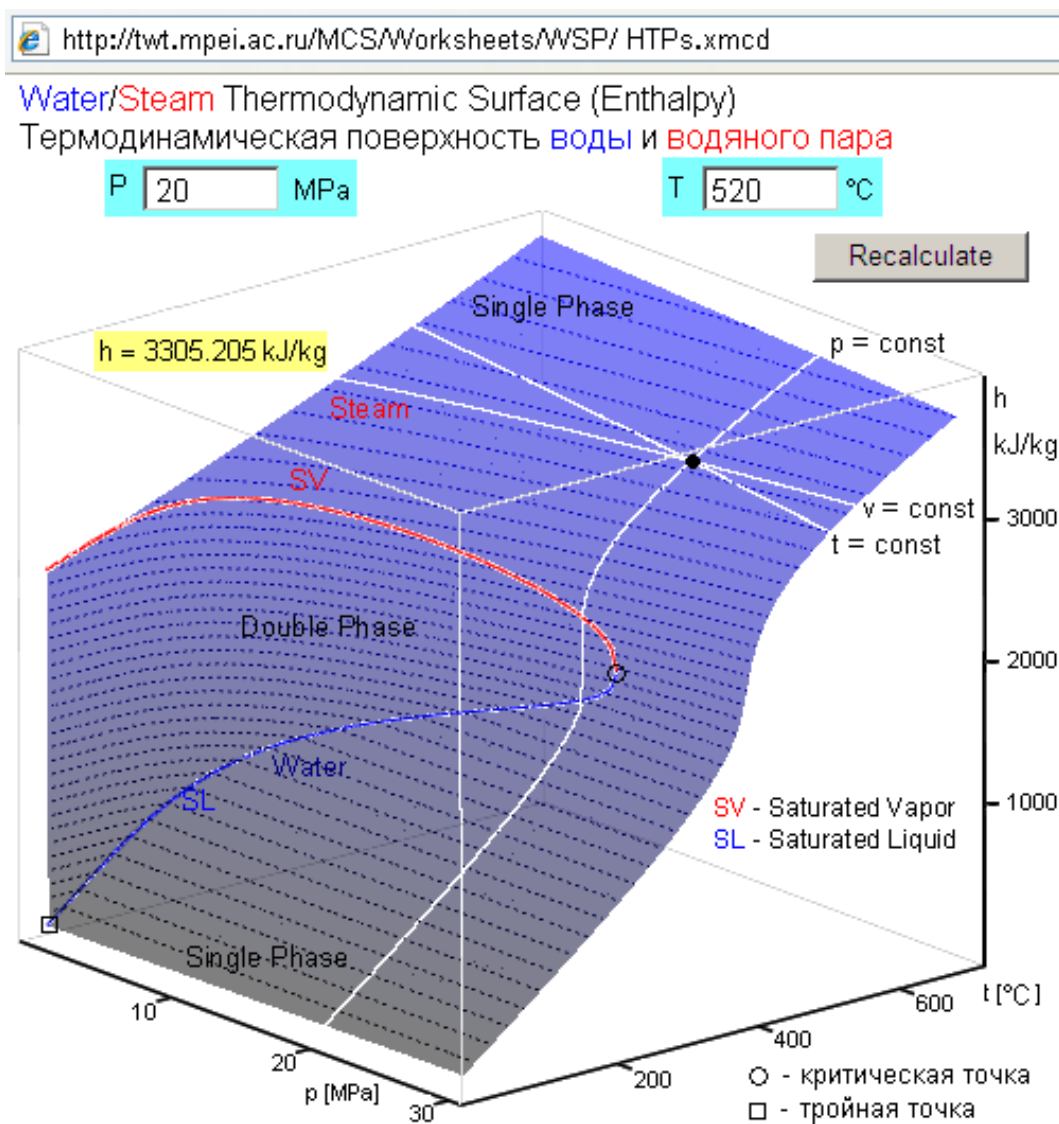 http://twt.mpei.ac.ru/MCS/Worksheets/WSP/ HTPs.xmcd
Water/Steam Thermodynamic Surface (Enthalpy)
Термодинамическая поверхность воды и водяного пара
P 20 MPa
T 520 °C
Recalculate
Single Phase
h = 3305.205 kJ/kg
p = const
h
kJ/kg
Steam
SV
v = const
t = const
3000
Double Phase
2000
Water
SL
SV - Saturated Vapor
SL - Saturated Liquid
1000
Single Phase
10
20
p [MPa]
30
200
400
600
t [°C]
о - критическая точка
□ - тройная точка